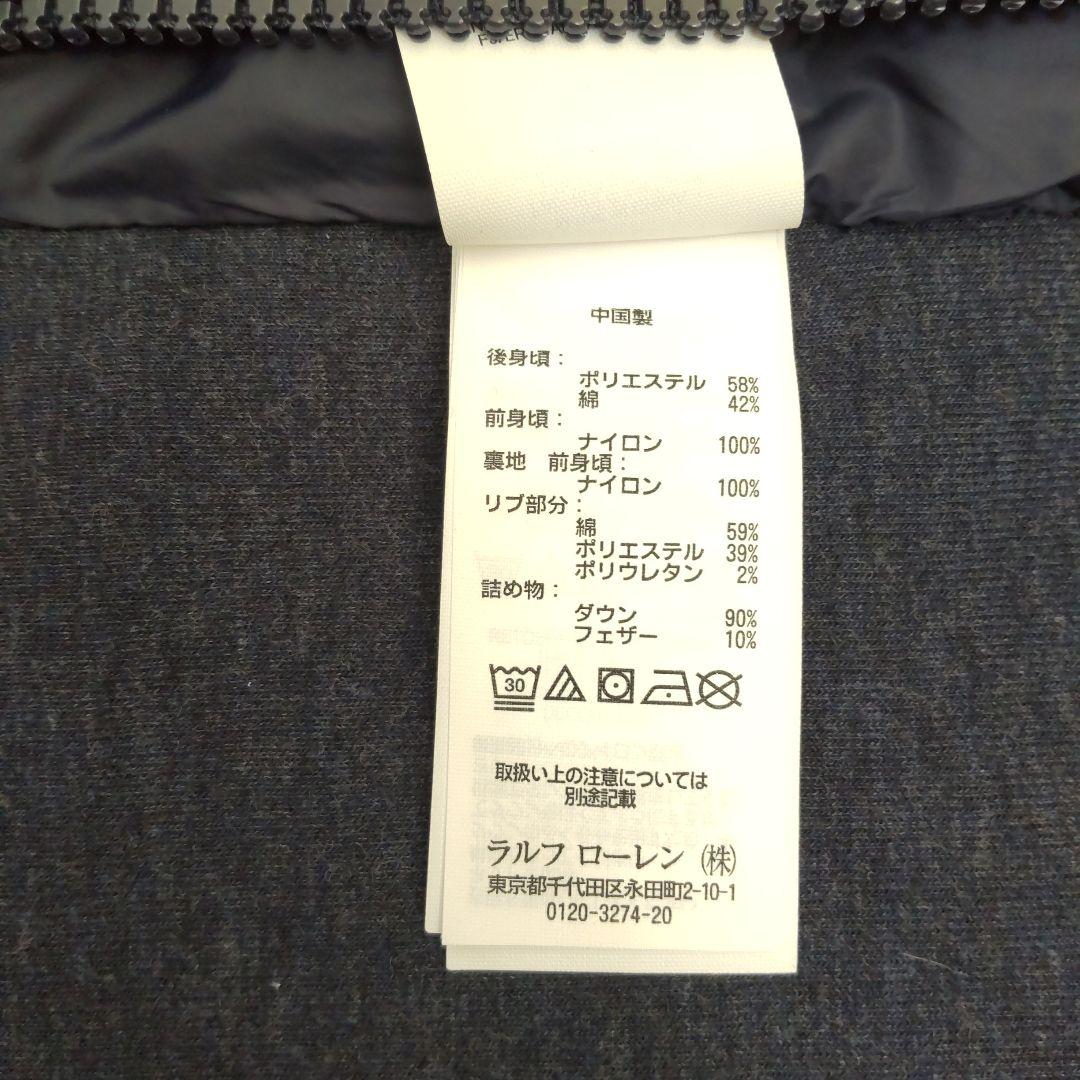 中国製
後身頃：
ポリエステル 58%
綿 42%
前身頃：
ナイロン 100%
裏地 前身頃：
ナイロン 100%
リブ部分：
綿 59%
ポリエステル 39%
ポリウレタン 2%
詰め物：
ダウン 90%
フェザー 10%
30
取扱い上の注意については
別途記載
ラルフ ローレン (株)
東京都千代田区永田町2-10-1
0120-3274-20